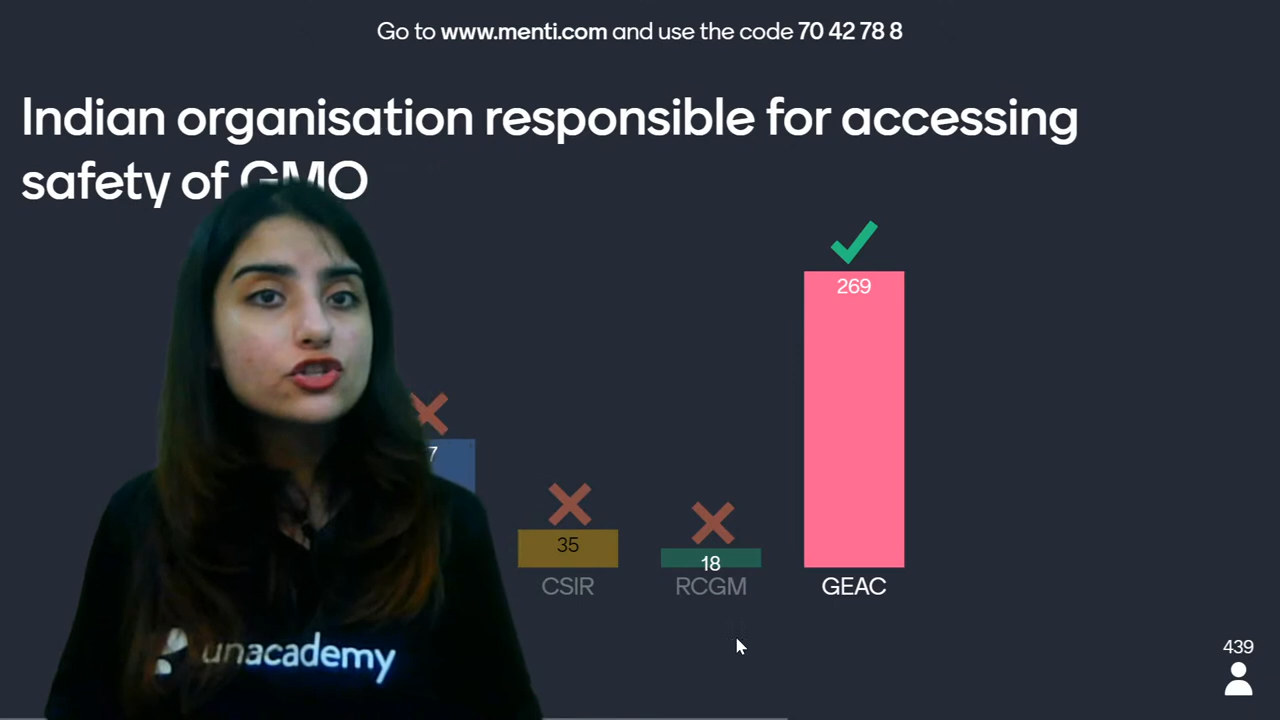 Go to www.menti.com and use the code 70 42 78 8
Indian organisation responsible for accessing
safety of GMO
269
7
35
18
CSIR
RCGM
GEAC
unacademy
439